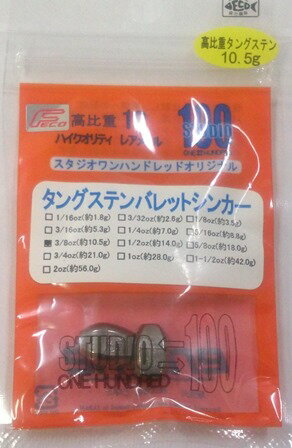 高比重タングステン
10.5g
Feco
高比重
ハイクオリティ レアメタル
100
STUDIO
ONE HUNDRED
スタジオワンハンドレッドオリジナル
タングステンバレットシンカー
□1/16oz(約1.8g) □3/32oz(約2.6g) □1/8oz(約3.5g)
□3/16oz(約5.3g) □1/4oz(約7.0g) □5/16oz(約8.8g)
■3/8oz(約10.5g) □1/2oz(約14.0g) □5/8oz(約18.0g)
□3/4oz(約21.0g) □1oz(約28.0g) □1-1/2oz(約42.0g)
□2oz(約56.0g)
STUDIO 100
ONE HUNDRED